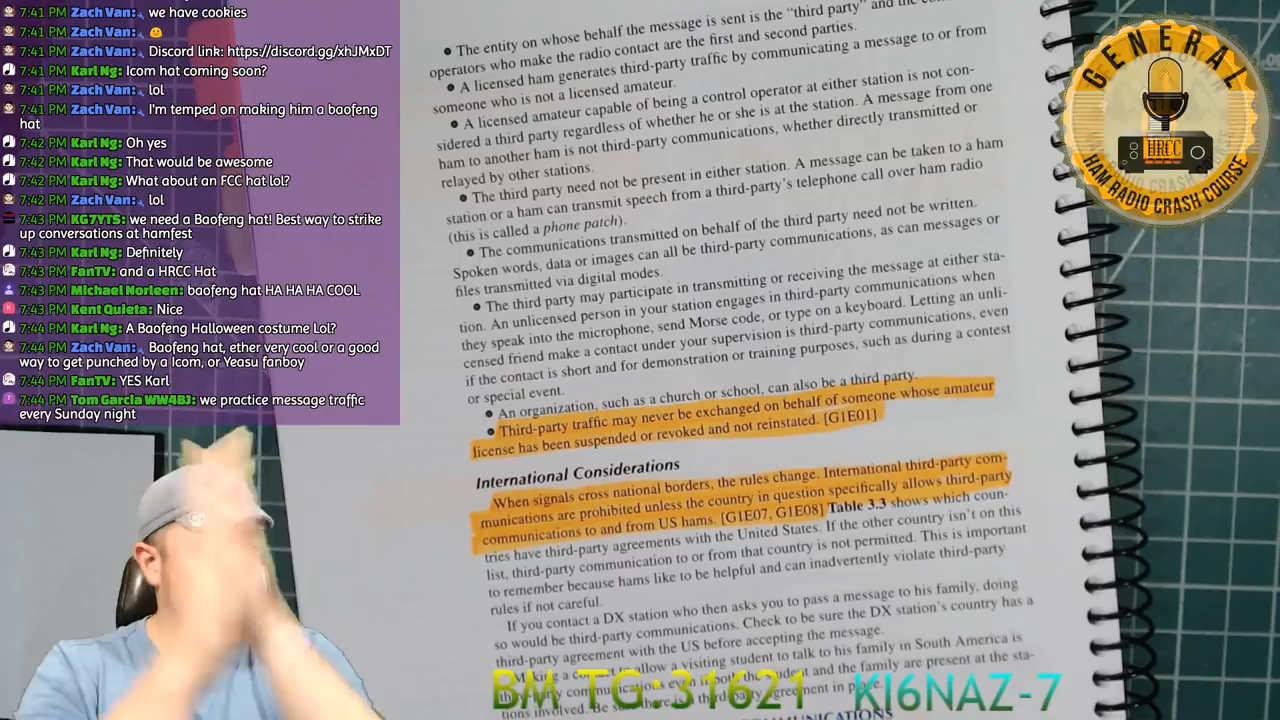 7:41 PM Zach Van: we have cookies
7:41 PM Zach Van:
7:41 PM Zach Van: Discord link: https://discord.gg/xhJMxDT
7:41 PM Karl Ng: Icom hat coming soon?
7:41 PM Zach Van: lol
7:41 PM Zach Van: I'm temped on making him a baofeng
hat
7:42 PM Karl Ng: Oh yes
7:42 PM Karl Ng: That would be awesome
7:42 PM Karl Ng: What about an FCC hat lol?
7:42 PM Zach Van: lol
7:43 PM KG7YTS: we need a Baofeng hat! Best way to strike
up conversations at hamfest
7:43 PM Karl Ng: Definitely
7:43 PM FanTV: and a HRCC Hat
7:43 PM Michael Norleen: baofeng hat HA HA HA COOL
7:43 PM Kent Quieta: Nice
7:44 PM Karl Ng: A Baofeng Halloween costume Lol?
7:44 PM Zach Van: Baofeng hat, ether very cool or a good
way to get punched by a Icom, or Yeasu fanboy
7:44 PM FanTV: YES Karl
7:44 PM Tom Garcia WW4BJ: we practice message traffic
every Sunday night
• The entity on whose behalf the message is sent is the "third party" and the
operators who make the radio contact are the first and second parties.
• A licensed ham generates third-party traffic by communicating a message to or from
someone who is not a licensed amateur.
• A licensed amateur capable of being a control operator at either station is not con-
sidered a third party regardless of whether he or she is at the station. A message from one
ham to another ham is not third-party communications, whether directly transmitted or
relayed by other stations.
• The third party need not be present in either station. A message can be taken to a ham
station or a ham can transmit speech from a third-party's telephone call over ham radio
(this is called a phone patch).
• The communications transmitted on behalf of the third party need not be written.
Spoken words, data or images can all be third-party communications, as can messages or
files transmitted via digital modes.
• The third party may participate in transmitting or receiving the message at either sta-
tion. An unlicensed person in your station engages in third-party communications when
they speak into the microphone, send Morse code, or type on a keyboard. Letting an unli-
censed friend make a contact under your supervision is third-party communications, even
if the contact is short and for demonstration or training purposes, such as during a contest
or special event.
• An organization, such as a church or school, can also be a third party.
• Third-party traffic may never be exchanged on behalf of someone whose amateur
license has been suspended or revoked and not reinstated. [G1E01]
International Considerations
When signals cross national borders, the rules change. International third-party com-
munications are prohibited unless the country in question specifically allows third-party
communications to and from US hams. [G1E07, G1E08] Table 3.3 shows which coun-
tries have third-party agreements with the United States. If the other country isn't on this
list, third-party communication to or from that country is not permitted. This is important
to remember because hams like to be helpful and can inadvertently violate third-party
rules if not careful.
If you contact a DX station who then asks you to pass a message to his family, doing
so would be third-party communications. Check to be sure the DX station's country has a
third-party agreement with the US before accepting the message.
allow a visiting student to talk to his family in South America is
and the family are present at the sta-
tions involved. Be
BM TG:31621 KI6NAZ-7
GENERAL
HRCC
HAM RADIO CRASH COURSE